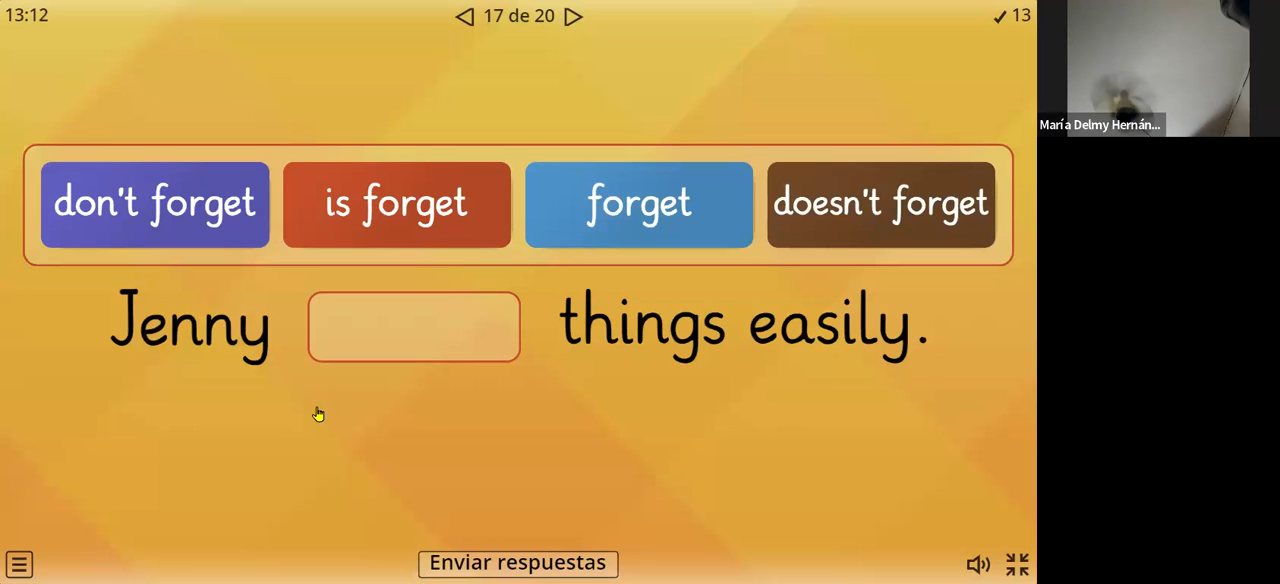 13:12
17 de 20
13
María Delmy Hernán...
don't forget
is forget
forget
doesn't forget
Jenny things easily.
Enviar respuestas